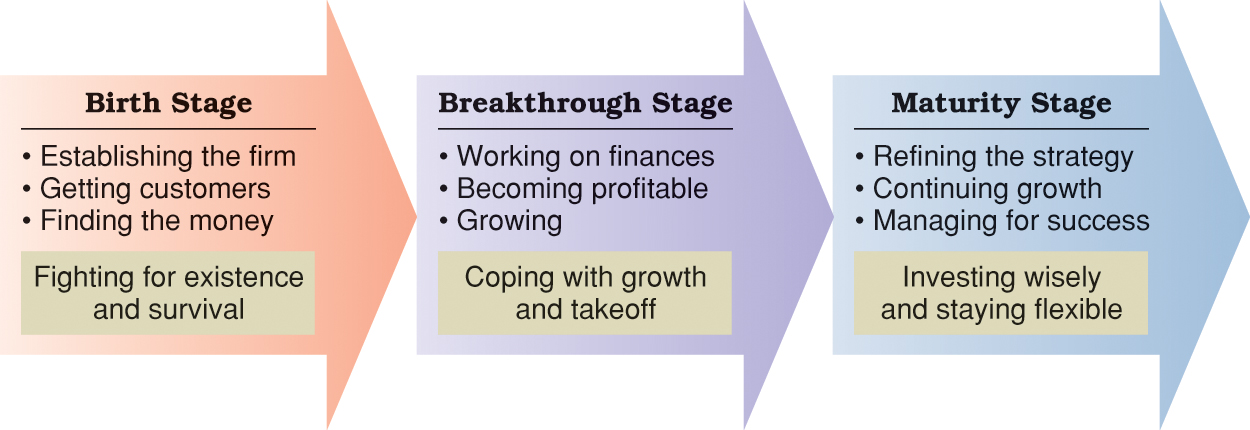 Birth Stage
• Establishing the firm
• Getting customers
• Finding the money
Fighting for existence
and survival
Breakthrough Stage
• Working on finances
• Becoming profitable
• Growing
Coping with growth
and takeoff
Maturity Stage
• Refining the strategy
• Continuing growth
• Managing for success
Investing wisely
and staying flexible